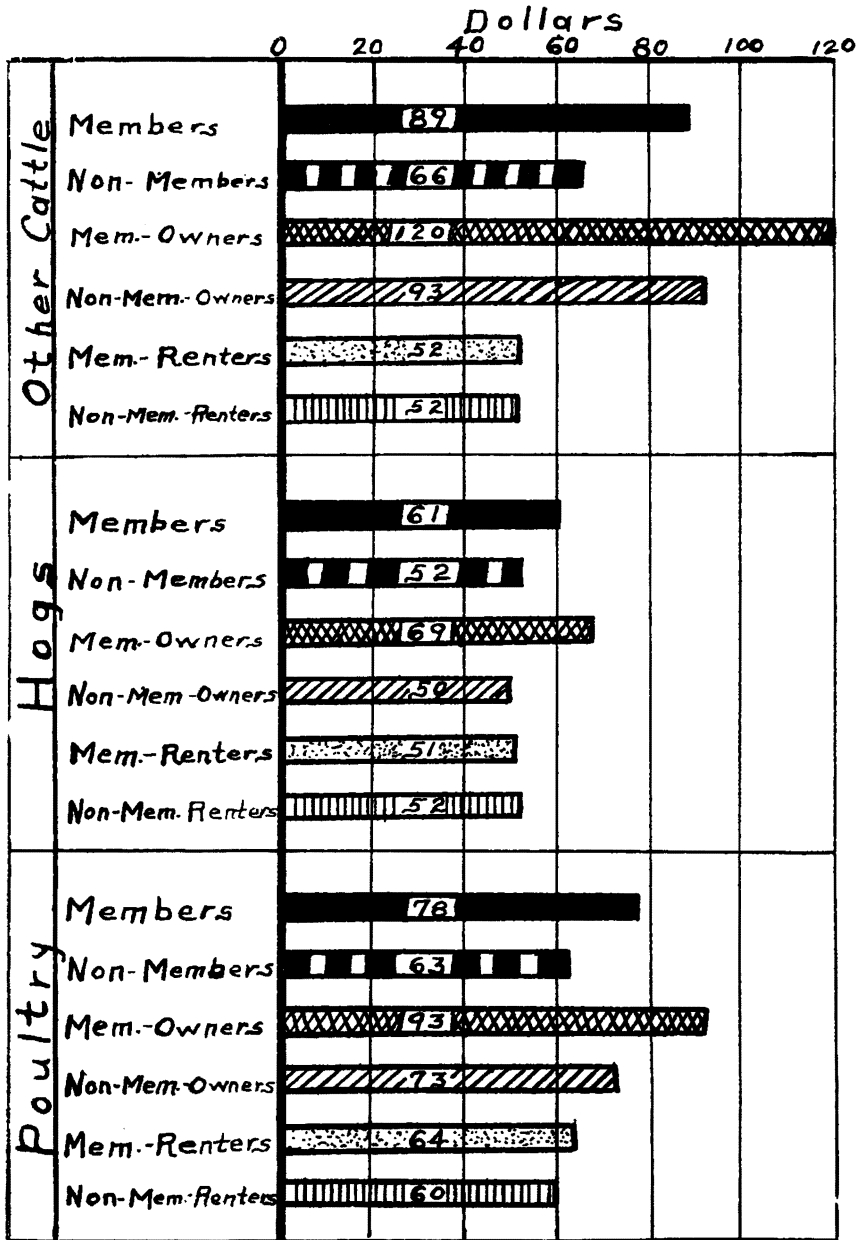 Dollars
0 20 40 60 80 100 120
Other Cattle
Members 89
Non-Members 66
Mem.-Owners 120
Non-Mem.-Owners 93
Mem.-Renters 52
Non-Mem.-Renters 52
Hogs
Members 61
Non-Members 52
Mem.-Owners 69
Non-Mem-Owners 50
Mem.-Renters 51
Non-Mem. Renters 52
Poultry
Members 78
Non-Members 63
Mem.-Owners 93
Non-Mem-Owners 73
Mem.-Renters 64
Non-Mem.-Renters 60